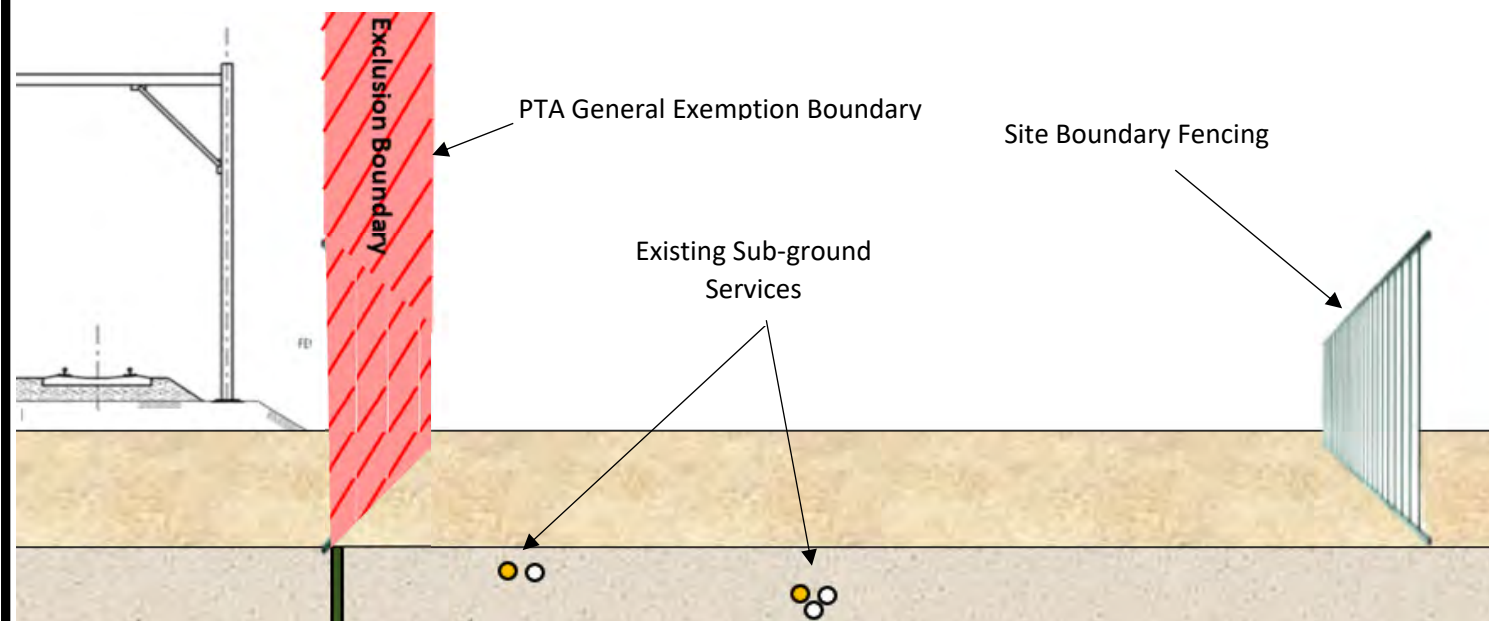 Exclusion Boundary
PTA General Exemption Boundary
Site Boundary Fencing
Existing Sub-ground
Services